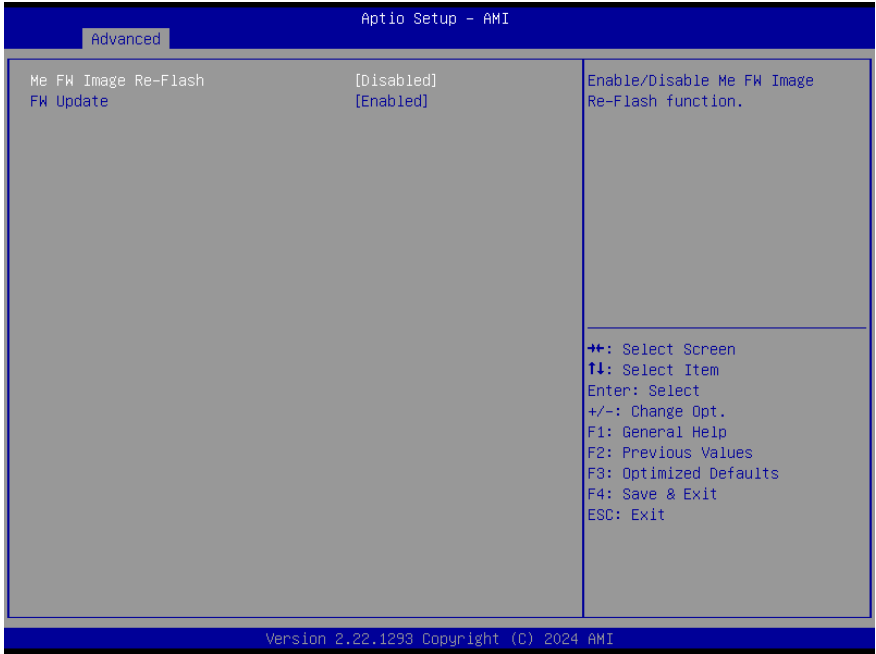 Aptio Setup – AMI
Advanced
Me FW Image Re–Flash [Disabled]
FW Update [Enabled]
Enable/Disable Me FW Image
Re–Flash function.
→←: Select Screen
↑↓: Select Item
Enter: Select
+/–: Change Opt.
F1: General Help
F2: Previous Values
F3: Optimized Defaults
F4: Save & Exit
ESC: Exit
Version 2.22.1293 Copyright (C) 2024 AMI